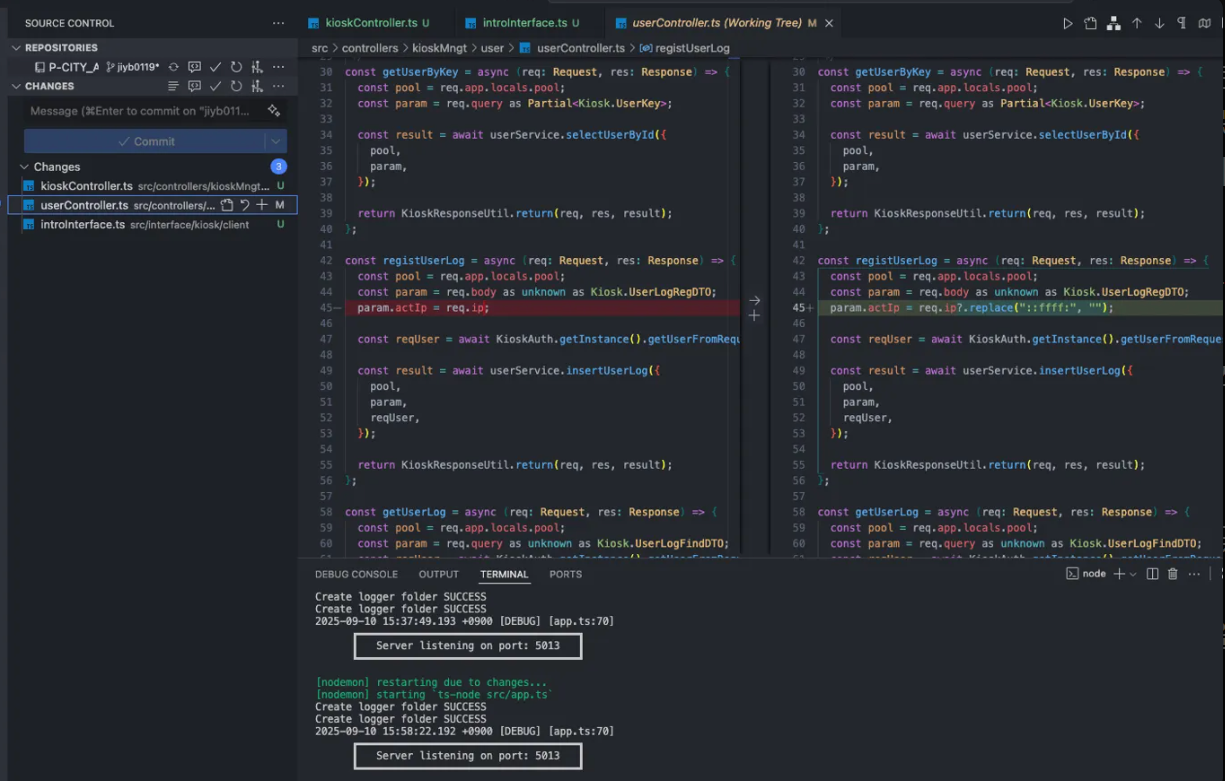 SOURCE CONTROL ...
REPOSITORIES
P-CITY_A jiyb0119* ...
CHANGES ...
Message (⌘Enter to commit on "jiyb011...
Commit
Changes 3
kioskController.ts src/controllers/kioskMngt... U
userController.ts src/controllers/... M
introInterface.ts src/interface/kiosk/client U
kioskController.ts U introInterface.ts U userController.ts (Working Tree) M
src > controllers > kioskMngt > user > userController.ts > registUserLog
30 const getUserByKey = async (req: Request, res: Response) => {
31 const pool = req.app.locals.pool;
32 const param = req.query as Partial<Kiosk.UserKey>;
33
34 const result = await userService.selectUserById({
35 pool,
36 param,
37 });
38
39 return KioskResponseUtil.return(req, res, result);
40 };
41
42 const registUserLog = async (req: Request, res: Response) => {
43 const pool = req.app.locals.pool;
44 const param = req.body as unknown as Kiosk.UserLogRegDTO;
45- param.actIp = req.ip;
46
47 const reqUser = await KioskAuth.getInstance().getUserFromRequ
48
49 const result = await userService.insertUserLog({
50 pool,
51 param,
52 reqUser,
53 });
54
55 return KioskResponseUtil.return(req, res, result);
56 };
57
58 const getUserLog = async (req: Request, res: Response) => {
59 const pool = req.app.locals.pool;
60 const param = req.query as unknown as Kiosk.UserLogFindDTO;
30 const getUserByKey = async (req: Request, res: Response) => {
31 const pool = req.app.locals.pool;
32 const param = req.query as Partial<Kiosk.UserKey>;
33
34 const result = await userService.selectUserById({
35 pool,
36 param,
37 });
38
39 return KioskResponseUtil.return(req, res, result);
40 };
41
42 const registUserLog = async (req: Request, res: Response) => {
43 const pool = req.app.locals.pool;
44 const param = req.body as unknown as Kiosk.UserLogRegDTO;
45+ param.actIp = req.ip?.replace("::ffff:", "");
46
47 const reqUser = await KioskAuth.getInstance().getUserFromReque
48
49 const result = await userService.insertUserLog({
50 pool,
51 param,
52 reqUser,
53 });
54
55 return KioskResponseUtil.return(req, res, result);
56 };
57
58 const getUserLog = async (req: Request, res: Response) => {
59 const pool = req.app.locals.pool;
60 const param = req.query as unknown as Kiosk.UserLogFindDTO;
DEBUG CONSOLE OUTPUT TERMINAL PORTS node ...
Create logger folder SUCCESS
Create logger folder SUCCESS
2025-09-10 15:37:49.193 +0900 [DEBUG] [app.ts:70]
Server listening on port: 5013
[nodemon] restarting due to changes...
[nodemon] starting `ts-node src/app.ts`
Create logger folder SUCCESS
Create logger folder SUCCESS
2025-09-10 15:58:22.192 +0900 [DEBUG] [app.ts:70]
Server listening on port: 5013